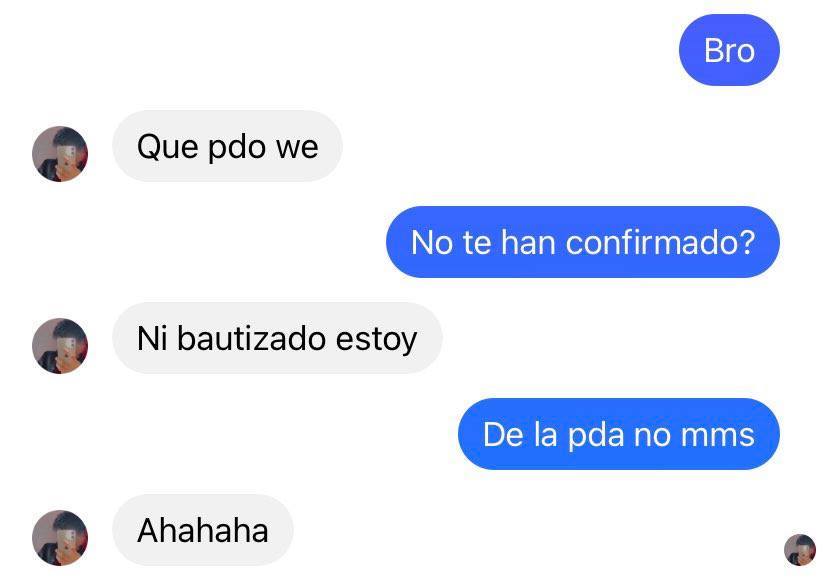 Bro
Que pdo we
No te han confirmado?
Ni bautizado estoy
De la pda no mms
Ahahaha